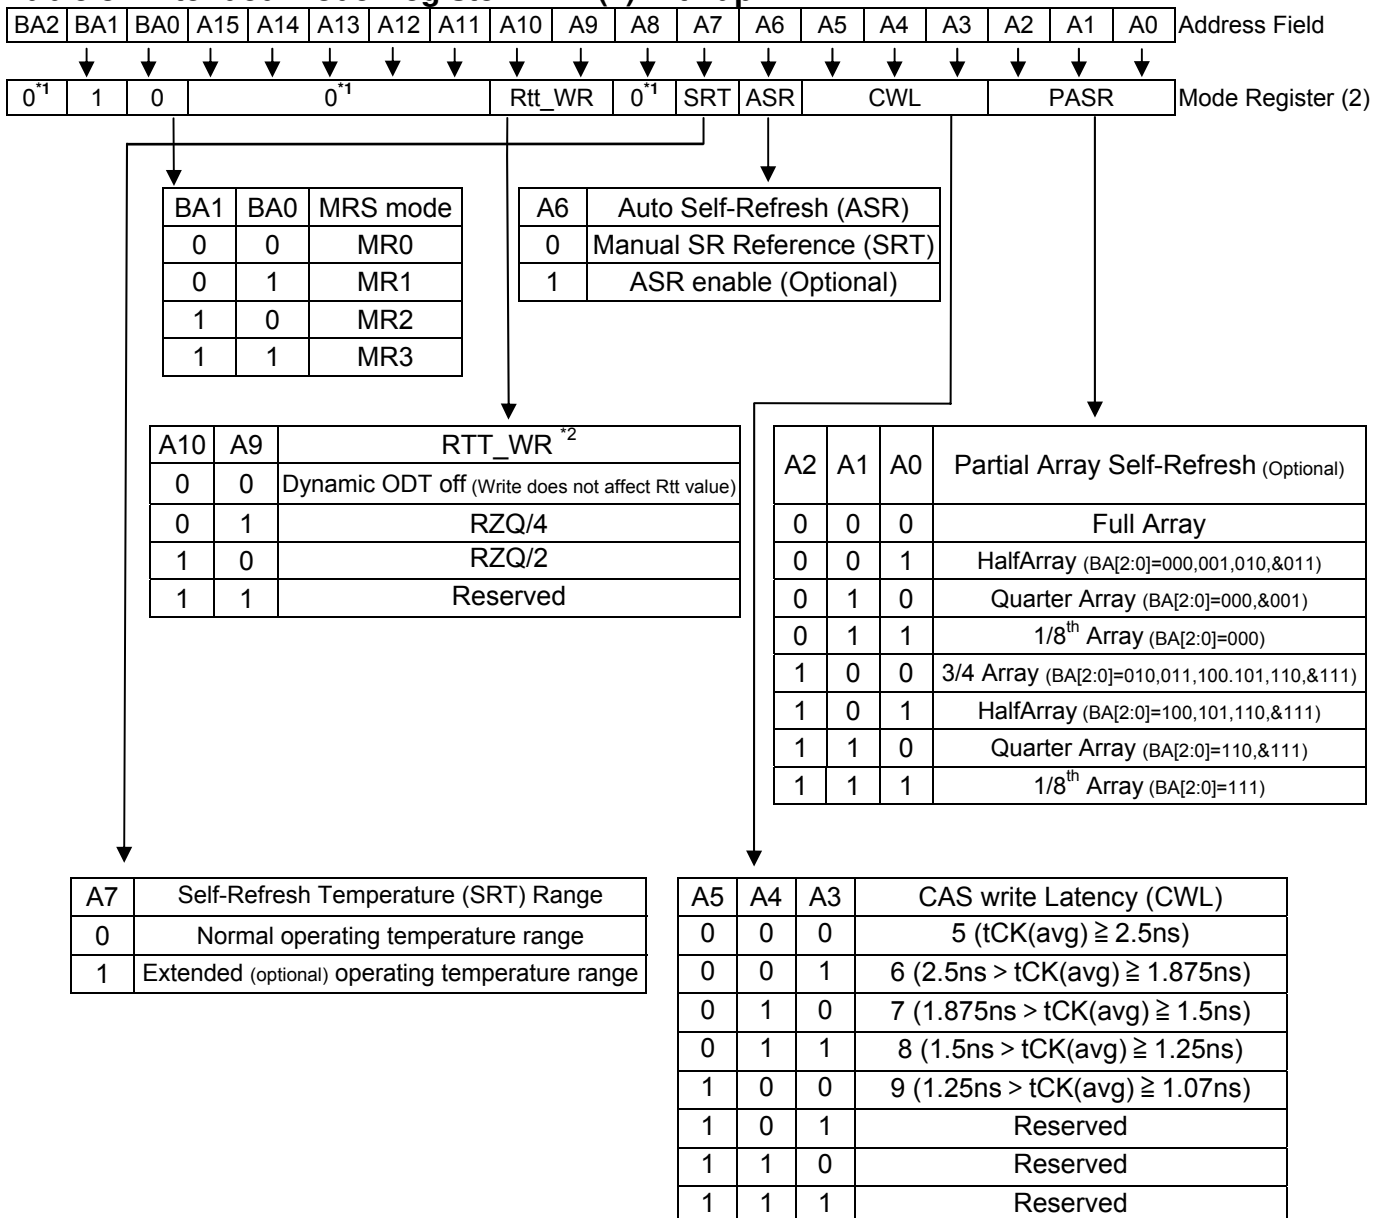 BA2 BA1 BA0 A15 A14 A13 A12 A11 A10 A9 A8 A7 A6 A5 A4 A3 A2 A1 A0 Address Field
0*1 1 0 0*1 Rtt_WR 0*1 SRT ASR CWL PASR Mode Register (2)
BA1 BA0 MRS mode
0 0 MR0
0 1 MR1
1 0 MR2
1 1 MR3
A6 Auto Self-Refresh (ASR)
0 Manual SR Reference (SRT)
1 ASR enable (Optional)
A10 A9 RTT_WR *2
0 0 Dynamic ODT off (Write does not affect Rtt value)
0 1 RZQ/4
1 0 RZQ/2
1 1 Reserved
A2 A1 A0 Partial Array Self-Refresh (Optional)
0 0 0 Full Array
0 0 1 HalfArray (BA[2:0]=000,001,010,&011)
0 1 0 Quarter Array (BA[2:0]=000,&001)
0 1 1 1/8th Array (BA[2:0]=000)
1 0 0 3/4 Array (BA[2:0]=010,011,100.101,110,&111)
1 0 1 HalfArray (BA[2:0]=100,101,110,&111)
1 1 0 Quarter Array (BA[2:0]=110,&111)
1 1 1 1/8th Array (BA[2:0]=111)
A7 Self-Refresh Temperature (SRT) Range
0 Normal operating temperature range
1 Extended (optional) operating temperature range
A5 A4 A3 CAS write Latency (CWL)
0 0 0 5 (tCK(avg) ≧ 2.5ns)
0 0 1 6 (2.5ns > tCK(avg) ≧ 1.875ns)
0 1 0 7 (1.875ns > tCK(avg) ≧ 1.5ns)
0 1 1 8 (1.5ns > tCK(avg) ≧ 1.25ns)
1 0 0 9 (1.25ns > tCK(avg) ≧ 1.07ns)
1 0 1 Reserved
1 1 0 Reserved
1 1 1 Reserved